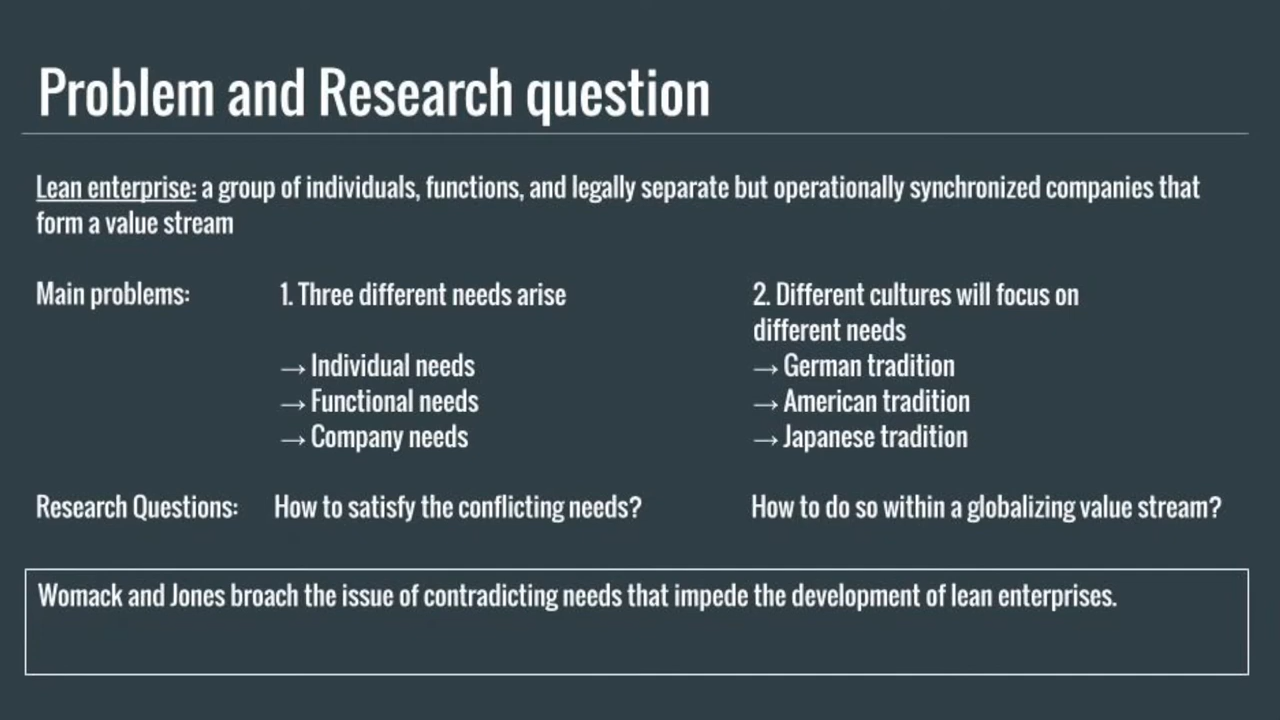 Problem and Research question
Lean enterprise: a group of individuals, functions, and legally separate but operationally synchronized companies that
form a value stream
Main problems:
1. Three different needs arise
→ Individual needs
→ Functional needs
→ Company needs
2. Different cultures will focus on
different needs
→ German tradition
→ American tradition
→ Japanese tradition
Research Questions:
How to satisfy the conflicting needs?
How to do so within a globalizing value stream?
Womack and Jones broach the issue of contradicting needs that impede the development of lean enterprises.